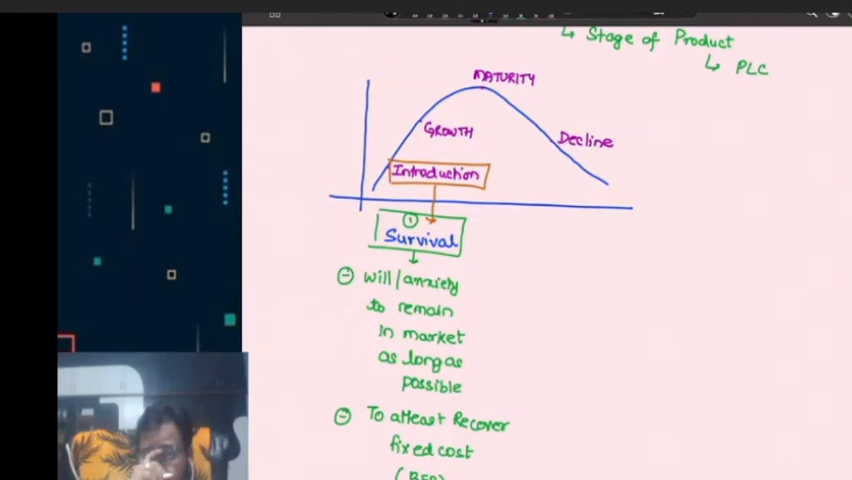 ↳ Stage of Product
↳ PLC
MATURITY
GROWTH
Decline
Introduction
①
Survival
⊖ will/anxiety
to remain
in market
as long as
possible
⊖ To atleast Recover
fixed cost
(BEP)